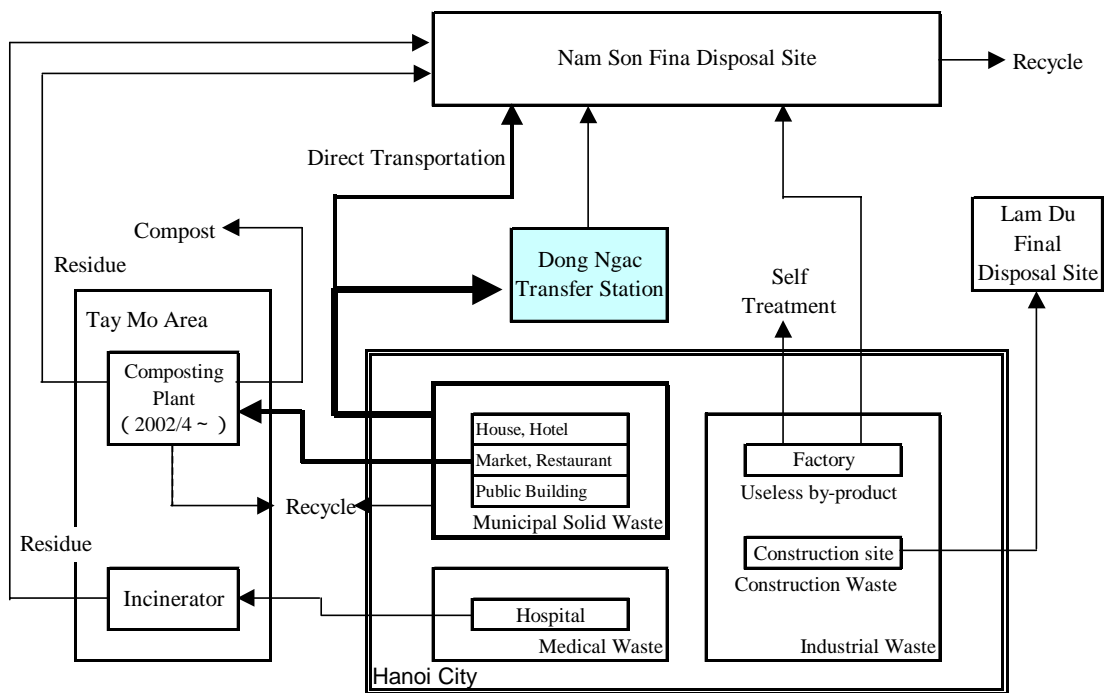 Nam Son Fina Disposal Site
Recycle
Direct Transportation
Compost
Residue
Dong Ngac
Transfer Station
Self
Treatment
Lam Du
Final
Disposal Site
Tay Mo Area
Composting
Plant
( 2002/4 ~ )
House, Hotel
Market, Restaurant
Public Building
Municipal Solid Waste
Factory
Useless by-product
Recycle
Residue
Construction site
Construction Waste
Incinerator
Hospital
Medical Waste
Industrial Waste
Hanoi City